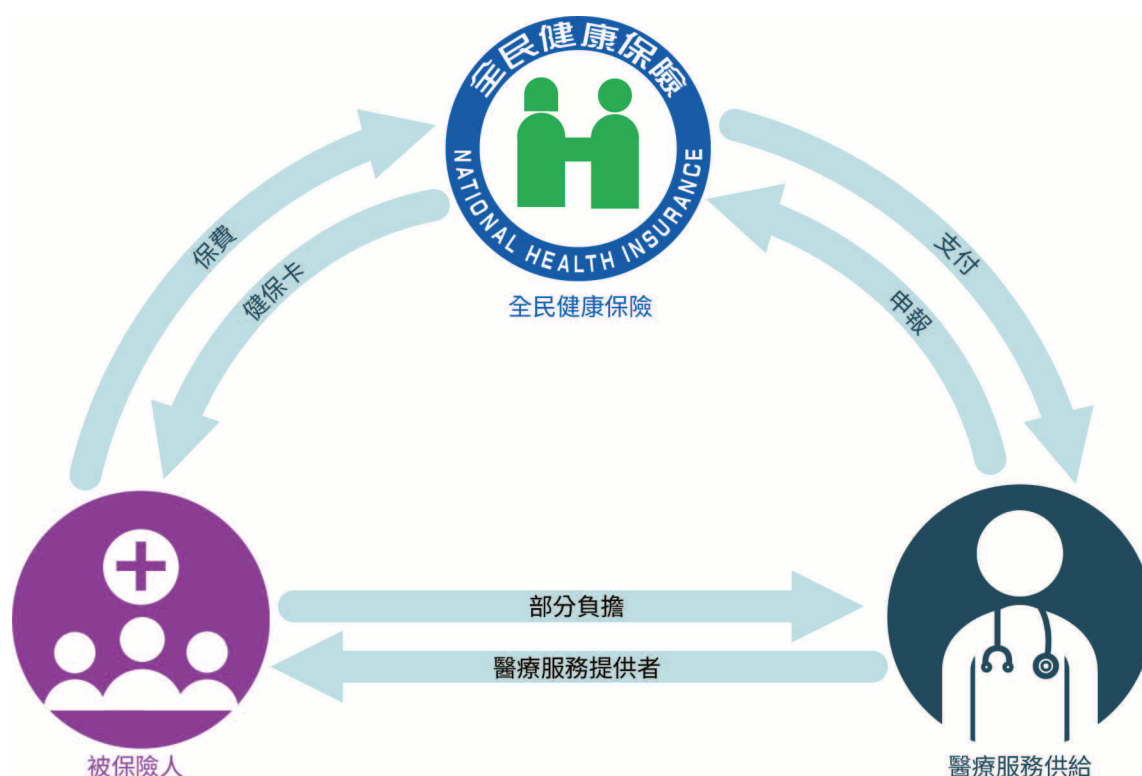 全民健康保險
NATIONAL HEALTH INSURANCE
全民健康保險
保費
健保卡
支付
申報
部分負擔
醫療服務提供者
被保險人
醫療服務供給